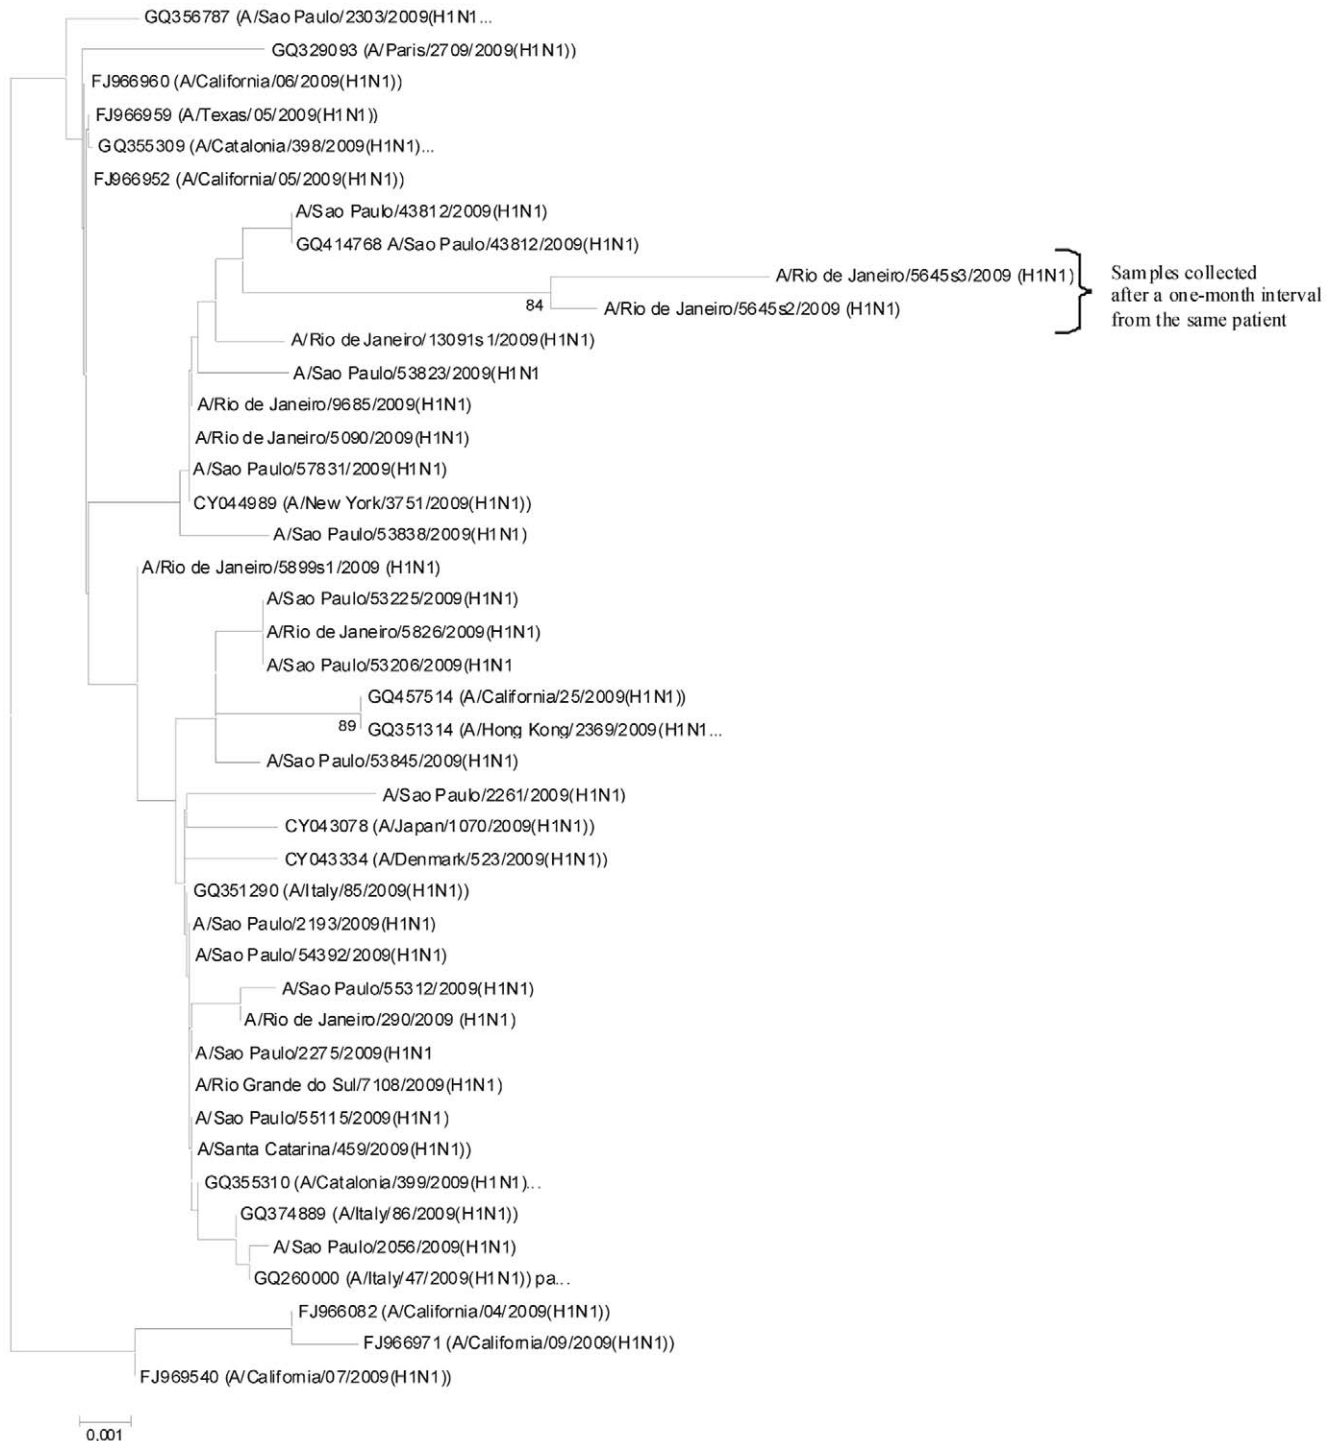 GQ356787 (A/Sao Paulo/2303/2009(H1N1...
GQ329093 (A/Paris/2709/2009(H1N1))
FJ966960 (A/California/06/2009(H1N1))
FJ966959 (A/Texas/05/2009(H1N1))
GQ355309 (A/Catalonia/398/2009(H1N1)...
FJ966952 (A/California/05/2009(H1N1))
A/Sao Paulo/43812/2009(H1N1)
GQ414768 A/Sao Paulo/43812/2009(H1N1)
A/Rio de Janeiro/5645s3/2009 (H1N1)
84
A/Rio de Janeiro/5645s2/2009 (H1N1)
Samples collected
after a one-month interval
from the same patient
A/Rio de Janeiro/13091s1/2009(H1N1)
A/Sao Paulo/53823/2009(H1N1
A/Rio de Janeiro/9685/2009(H1N1)
A/Rio de Janeiro/5090/2009(H1N1)
A/Sao Paulo/57831/2009(H1N1)
CY044989 (A/New York/3751/2009(H1N1))
A/Sao Paulo/53838/2009(H1N1)
A/Rio de Janeiro/5899s1/2009 (H1N1)
A/Sao Paulo/53225/2009(H1N1)
A/Rio de Janeiro/5826/2009(H1N1)
A/Sao Paulo/53206/2009(H1N1
GQ457514 (A/California/25/2009(H1N1))
89
GQ351314 (A/Hong Kong/2369/2009(H1N1...
A/Sao Paulo/53845/2009(H1N1)
A/Sao Paulo/2261/2009(H1N1)
CY043078 (A/Japan/1070/2009(H1N1))
CY043334 (A/Denmark/523/2009(H1N1))
GQ351290 (A/Italy/85/2009(H1N1))
A/Sao Paulo/2193/2009(H1N1)
A/Sao Paulo/54392/2009(H1N1)
A/Sao Paulo/55312/2009(H1N1)
A/Rio de Janeiro/290/2009 (H1N1)
A/Sao Paulo/2275/2009(H1N1
A/Rio Grande do Sul/7108/2009(H1N1)
A/Sao Paulo/55115/2009(H1N1)
A/Santa Catarina/459/2009(H1N1))
GQ355310 (A/Catalonia/399/2009(H1N1)...
GQ374889 (A/Italy/86/2009(H1N1))
A/Sao Paulo/2056/2009(H1N1)
GQ260000 (A/Italy/47/2009(H1N1)) pa...
FJ966082 (A/California/04/2009(H1N1))
FJ966971 (A/California/09/2009(H1N1))
FJ969540 (A/California/07/2009(H1N1))
0,001